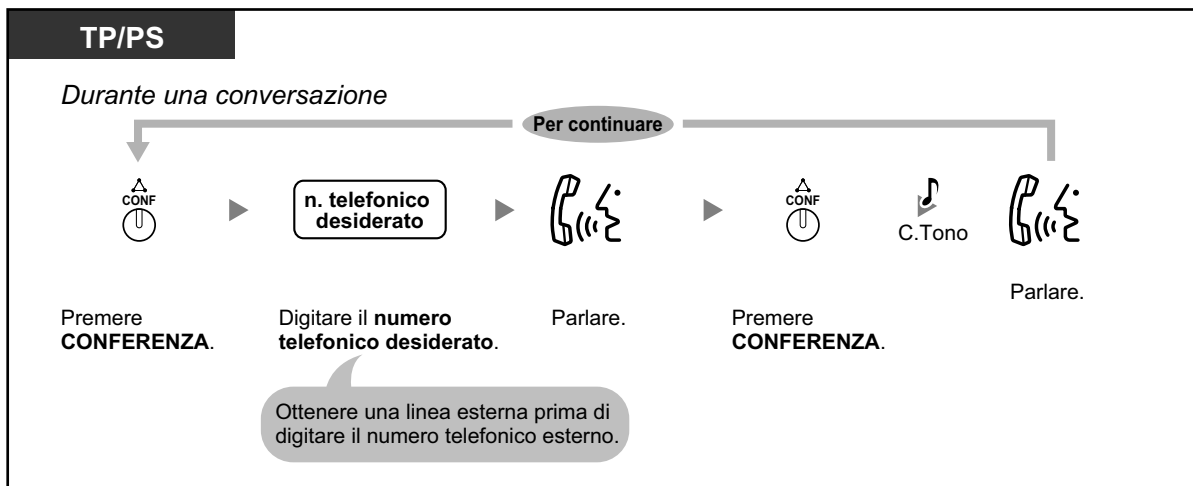 TP/PS
Durante una conversazione
Per continuare
CONF
n. telefonico
desiderato
CONF
C.Tono
Premere
CONFERENZA.
Digitare il numero
telefonico desiderato.
Parlare.
Premere
CONFERENZA.
Parlare.
Ottenere una linea esterna prima di
digitare il numero telefonico esterno.